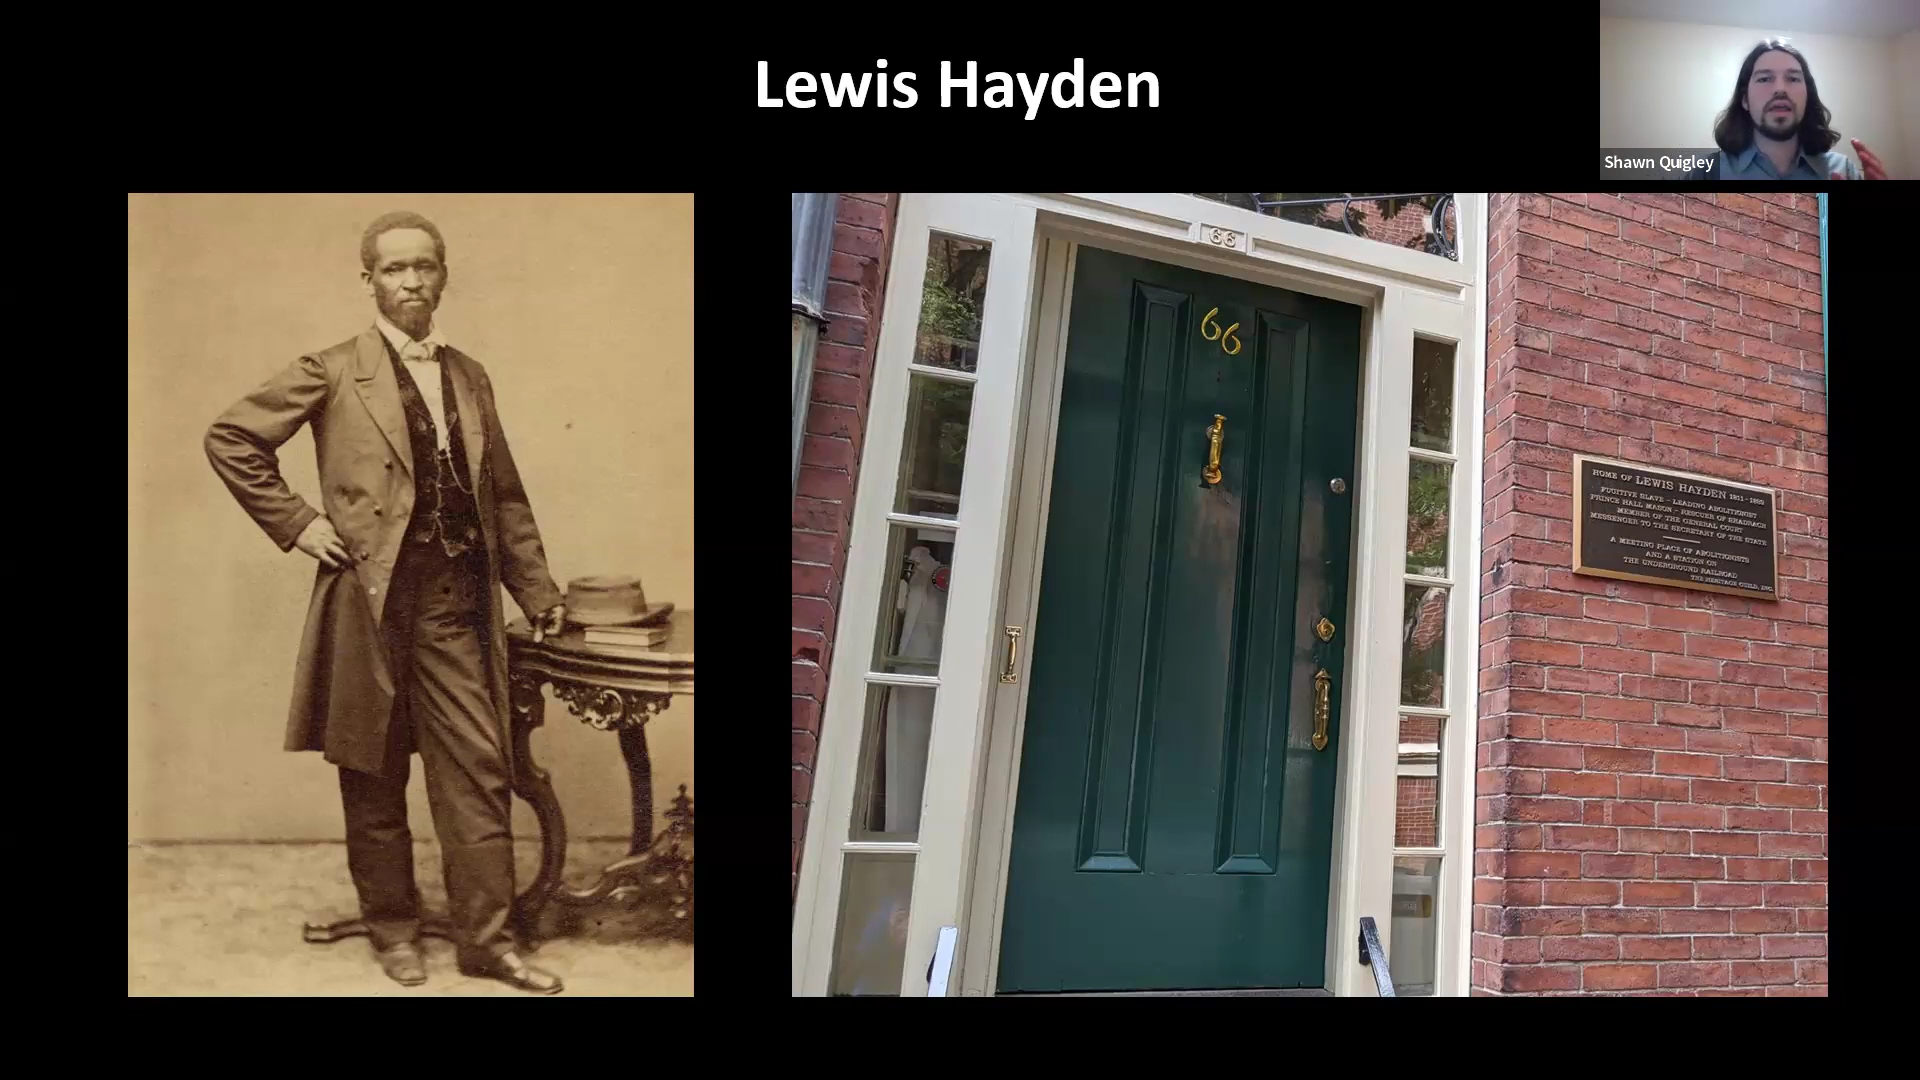 Lewis Hayden
Shawn Quigley
66
66
HOME OF LEWIS HAYDEN 1811-1889
FUGITIVE SLAVE - LEADING ABOLITIONIST
PRINCE HALL MASON - RESCUER OF SHADRACH
MEMBER OF THE GENERAL COURT
MESSENGER TO THE SECRETARY OF THE STATE
A MEETING PLACE OF ABOLITIONISTS
AND A STATION ON
THE UNDERGROUND RAILROAD
THE HERITAGE GUILD, INC.